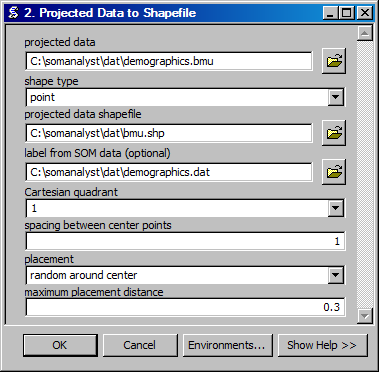 2. Projected Data to Shapefile
projected data
C:\somanalyst\dat\demographics.bmu
shape type
point
projected data shapefile
C:\somanalyst\dat\bmu.shp
label from SOM data (optional)
C:\somanalyst\dat\demographics.dat
Cartesian quadrant
1
spacing between center points
1
placement
random around center
maximum placement distance
0.3
OK Cancel Environments... Show Help >>